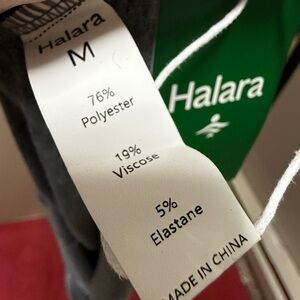 Halara
M
76%
Polyester
19%
Viscose
5%
Elastane
MADE IN CHINA
Halara